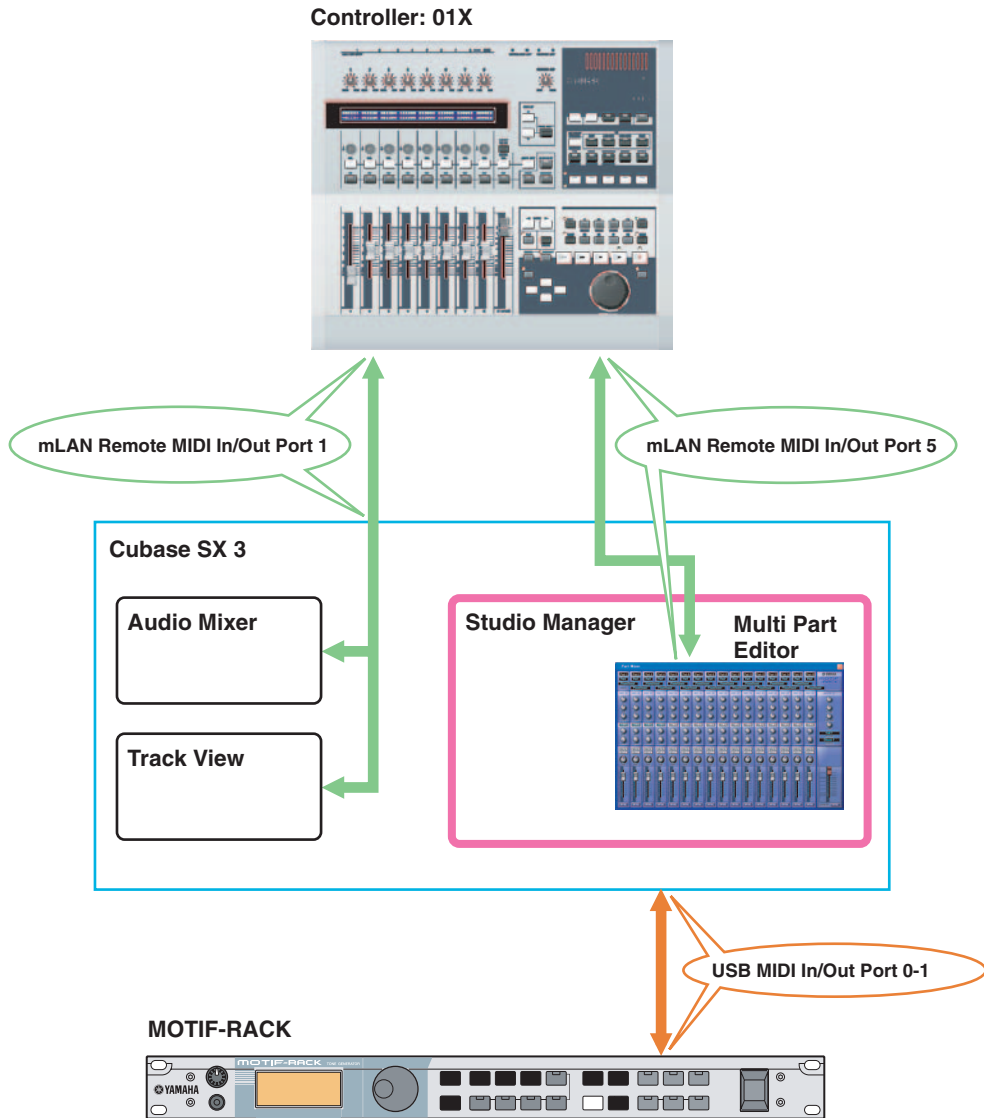 Controller: 01X
mLAN Remote MIDI In/Out Port 1
mLAN Remote MIDI In/Out Port 5
Cubase SX 3
Audio Mixer
Track View
Studio Manager
Multi Part
Editor
USB MIDI In/Out Port 0-1
MOTIF-RACK
MOTIF-RACK TONE GENERATOR
YAMAHA